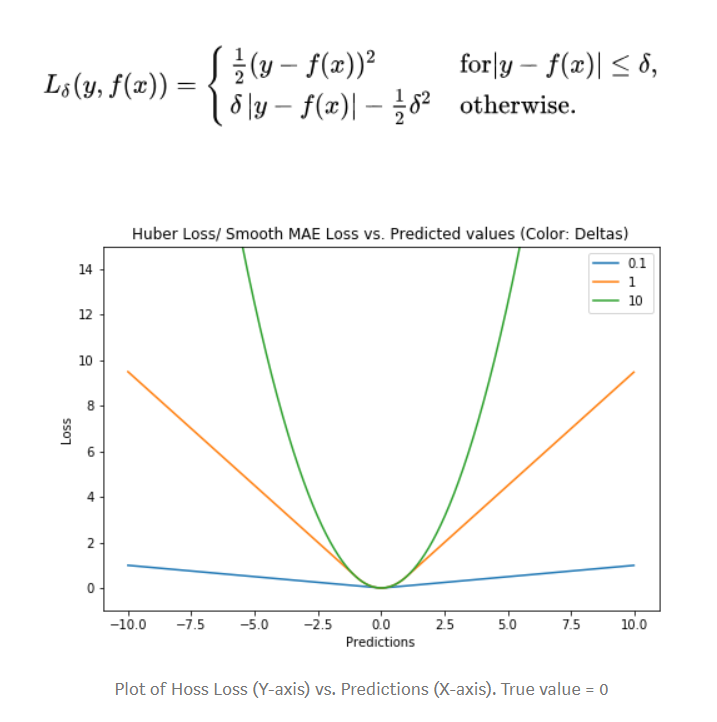 L_δ(y, f(x)) = { ½(y − f(x))² for|y − f(x)| ≤ δ,
δ |y − f(x)| − ½δ² otherwise.
Huber Loss/ Smooth MAE Loss vs. Predicted values (Color: Deltas)
0.1
1
10
14
12
10
8
6
4
2
0
Loss
−10.0 −7.5 −5.0 −2.5 0.0 2.5 5.0 7.5 10.0
Predictions
Plot of Hoss Loss (Y-axis) vs. Predictions (X-axis). True value = 0